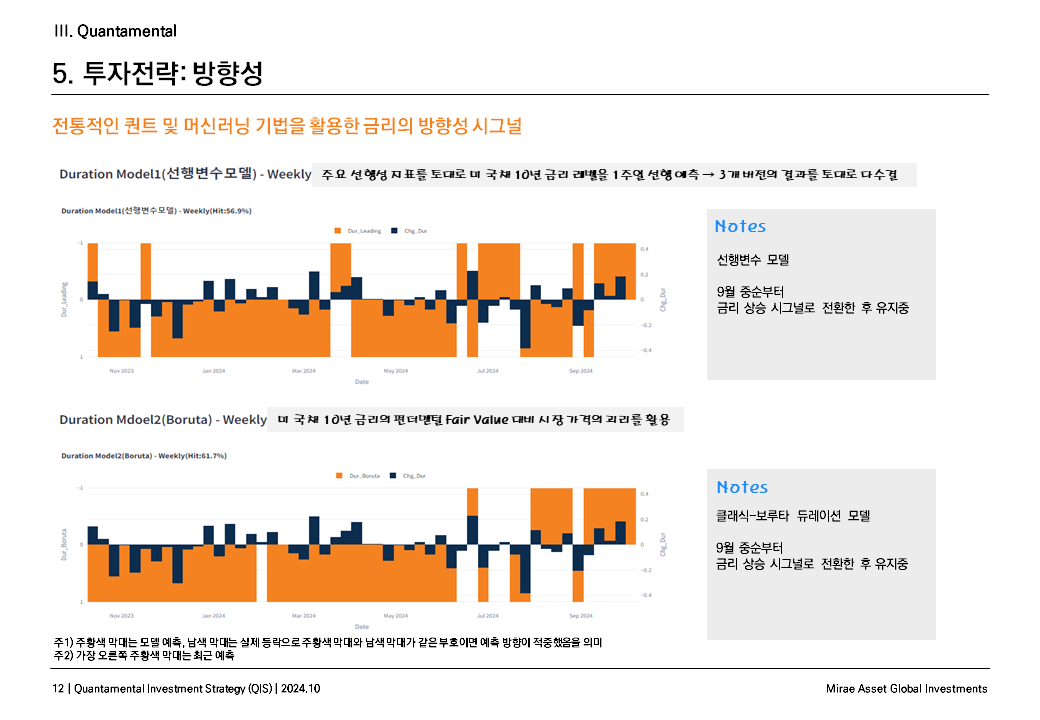 III. Quantamental
5. 투자전략: 방향성
전통적인 퀀트 및 머신러닝 기법을 활용한 금리의 방향성 시그널
Duration Model1(선행변수모델) - Weekly 주요 선행성 지표를 토대로 미 국채 10년 금리 레벨을 1주일 선행 예측 → 3개 버전의 결과를 토대로 다수결
Duration Model1(선행변수모델) - Weekly(Hit:56.9%)
Dur_Leading Chg_Dur
-1
0
1
Dur_Leading
0.4
0.2
0
-0.2
-0.4
Chg_Dur
Nov 2023 Jan 2024 Mar 2024 May 2024 Jul 2024 Sep 2024
Date
Notes
선행변수 모델
9월 중순부터
금리 상승 시그널로 전환한 후 유지중
Duration Mdoel2(Boruta) - Weekly 미 국채 10년 금리의 펀더멘털 Fair Value 대비 시장가격의 괴리를 활용
Duration Model2(Boruta) - Weekly(Hit:61.7%)
Dur_Boruta Chg_Dur
-1
0
1
Dur_Boruta
0.4
0.2
0
-0.2
-0.4
Chg_Dur
Nov 2023 Jan 2024 Mar 2024 May 2024 Jul 2024 Sep 2024
Date
Notes
클래식-보루타 듀레이션 모델
9월 중순부터
금리 상승 시그널로 전환한 후 유지중
주1) 주황색 막대는 모델 예측, 남색 막대는 실제 등락으로 주황색 막대와 남색 막대가 같은 부호이면 예측 방향이 적중했음을 의미
주2) 가장 오른쪽 주황색 막대는 최근 예측
12 | Quantamental Investment Strategy (QIS) | 2024.10
Mirae Asset Global Investments